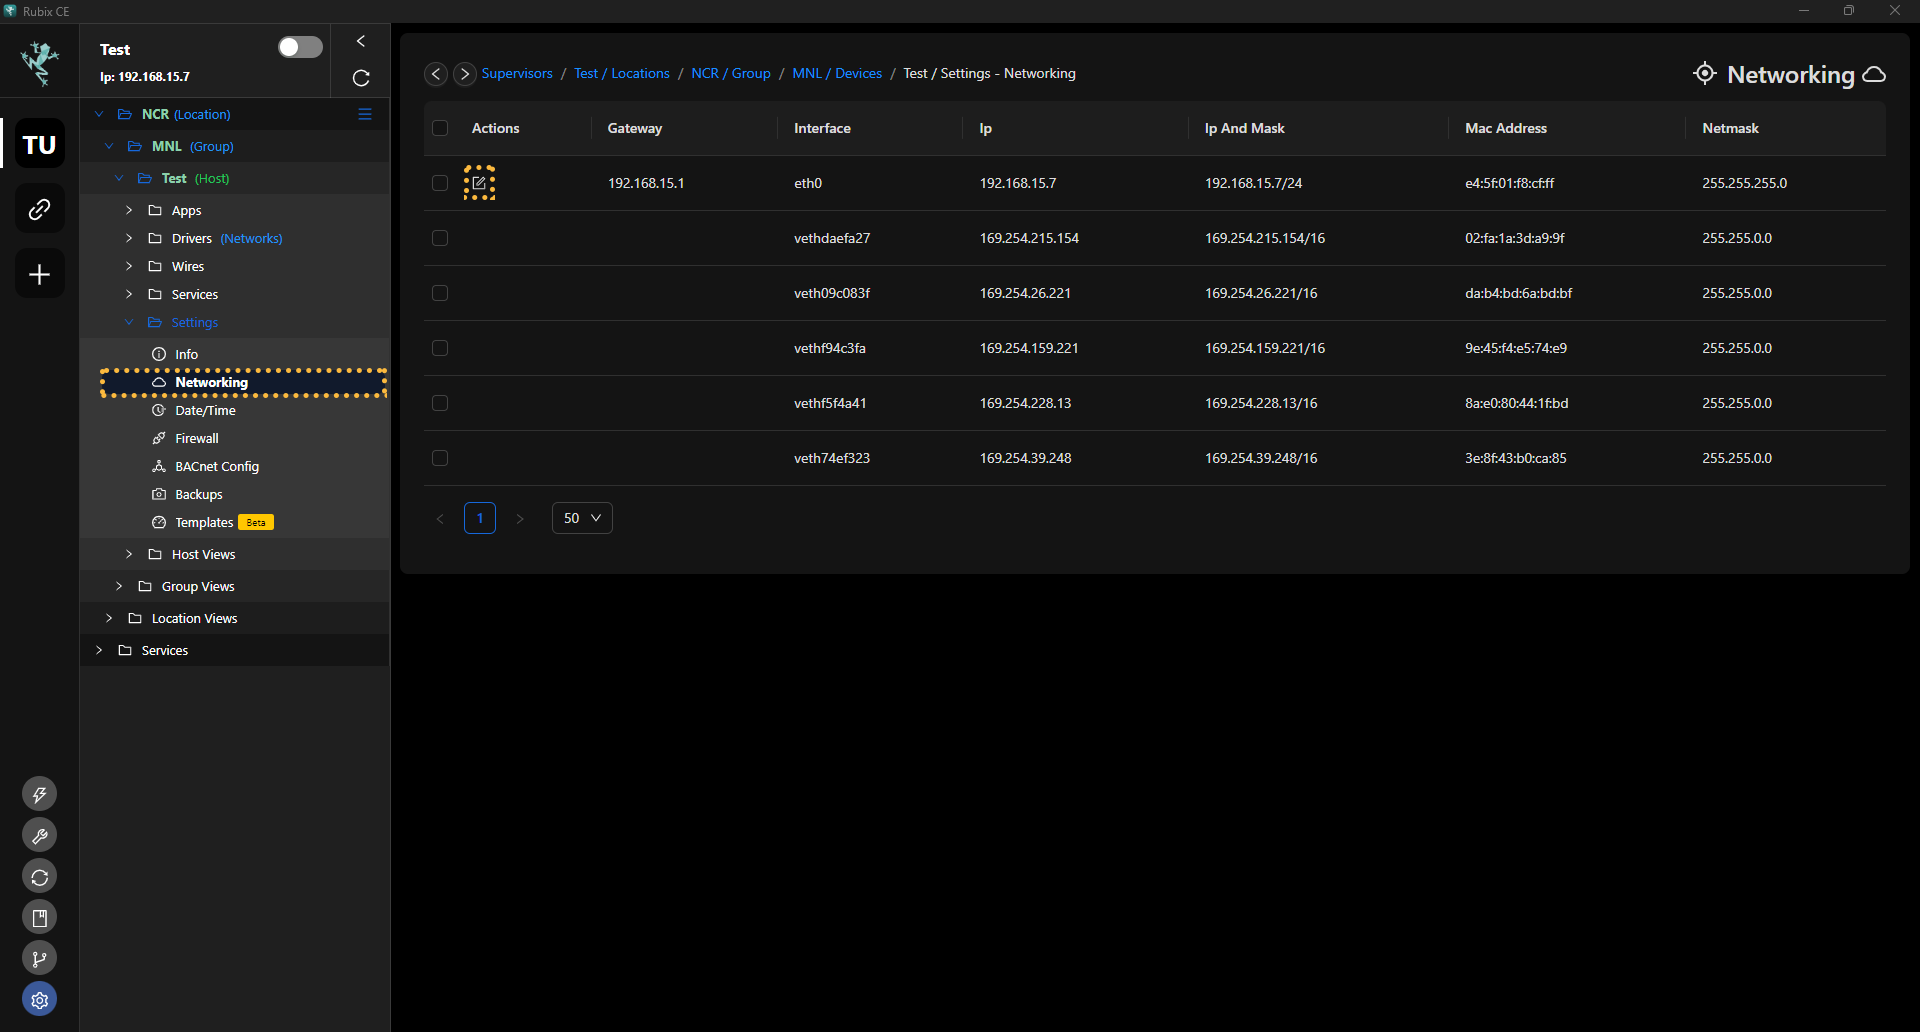 Rubix CE
Test
Ip: 192.168.15.7
TU
NCR (Location)
MNL (Group)
Test (Host)
Apps
Drivers (Networks)
Wires
Services
Settings
Info
Networking
Date/Time
Firewall
BACnet Config
Backups
Templates Beta
Host Views
Group Views
Location Views
Services
Supervisors / Test / Locations / NCR / Group / MNL / Devices / Test / Settings - Networking
Networking
Actions Gateway Interface Ip Ip And Mask Mac Address Netmask
192.168.15.1 eth0 192.168.15.7 192.168.15.7/24 e4:5f:01:f8:cf:ff 255.255.255.0
vethdaefa27 169.254.215.154 169.254.215.154/16 02:fa:1a:3d:a9:9f 255.255.0.0
veth09c083f 169.254.26.221 169.254.26.221/16 da:b4:bd:6a:bd:bf 255.255.0.0
vethf94c3fa 169.254.159.221 169.254.159.221/16 9e:45:f4:e5:74:e9 255.255.0.0
vethf5f4a41 169.254.228.13 169.254.228.13/16 8a:e0:80:44:1f:bd 255.255.0.0
veth74ef323 169.254.39.248 169.254.39.248/16 3e:8f:43:b0:ca:85 255.255.0.0
< 1 > 50